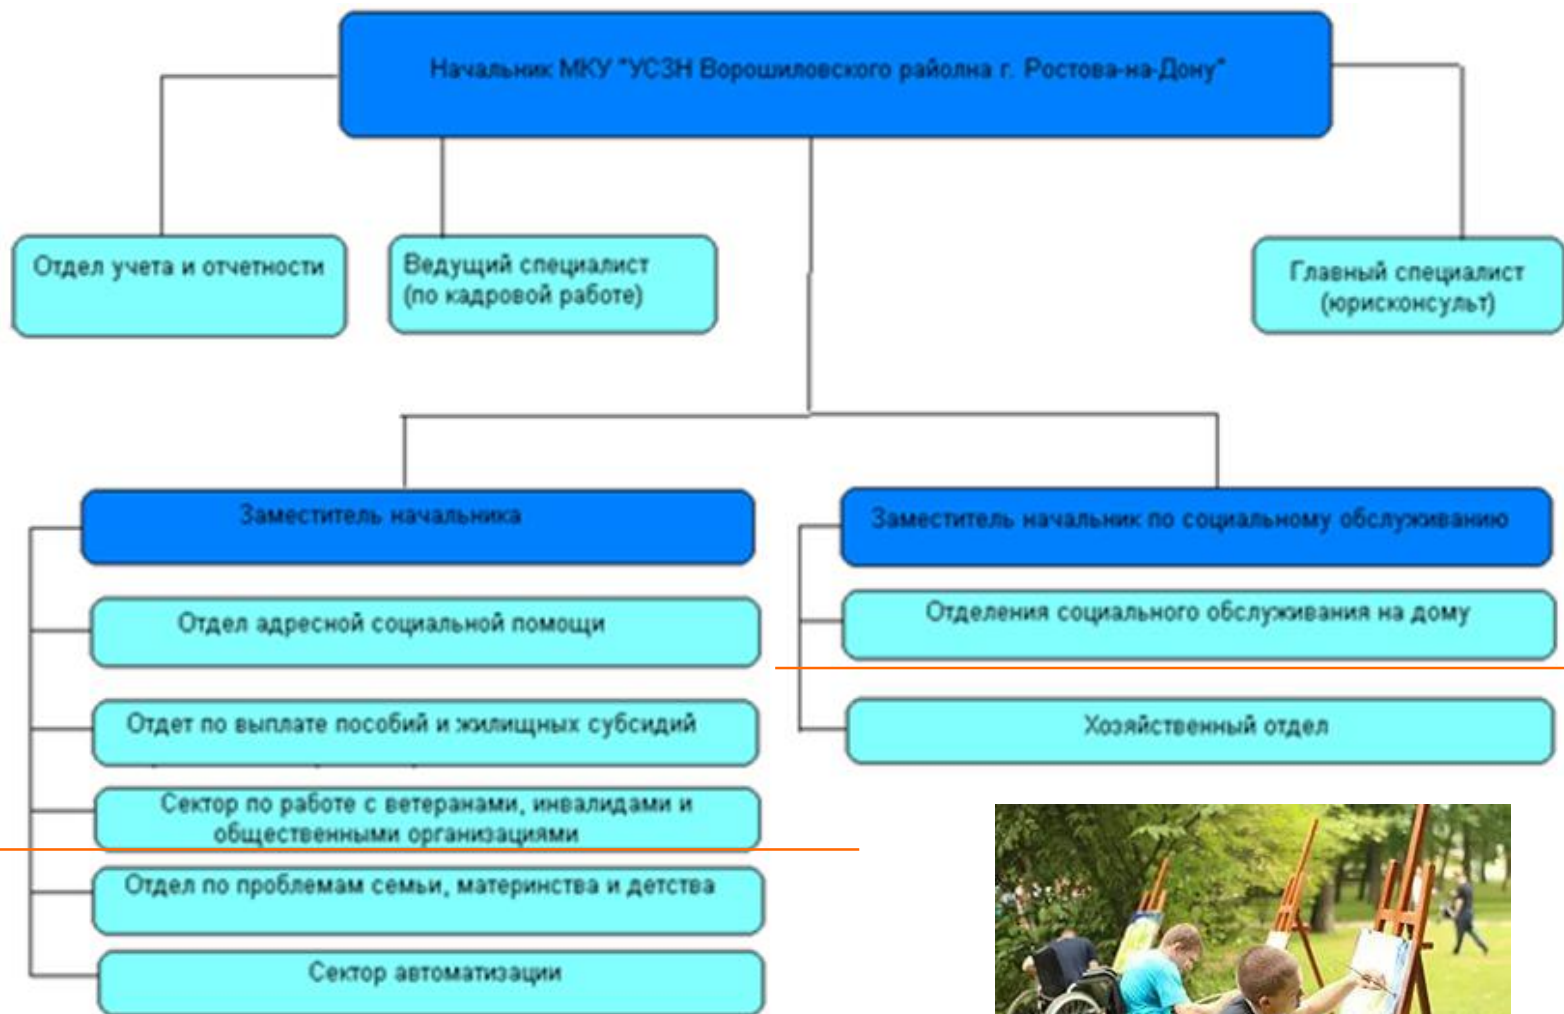 Начальник МКУ "УСЗН Ворошиловского райолна г. Ростова-на-Дону"
Отдел учета и отчетности
Ведущий специалист
(по кадровой работе)
Главный специалист
(юрисконсульт)
Заместитель начальника
Отдел адресной социальной помощи
Отдет по выплате пособий и жилищных субсидий
Сектор по работе с ветеранами, инвалидами и
общественными организациями
Отдел по проблемам семьи, материнства и детства
Сектор автоматизации
Заместитель начальник по социальному обслуживанию
Отделения социального обслуживания на дому
Хозяйственный отдел